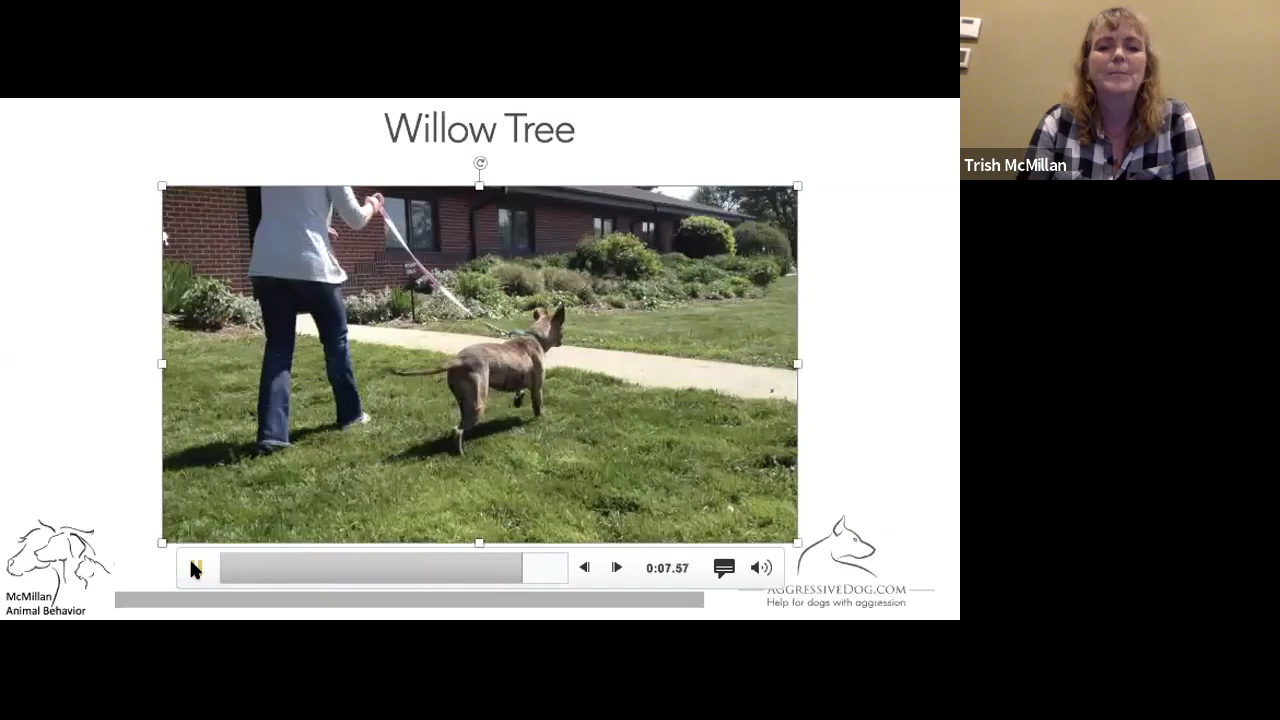 Willow Tree
Trish McMillan
0:07.57
McMillan
Animal Behavior
AGGRESSIVEDOG.COM
Help for dogs with aggression